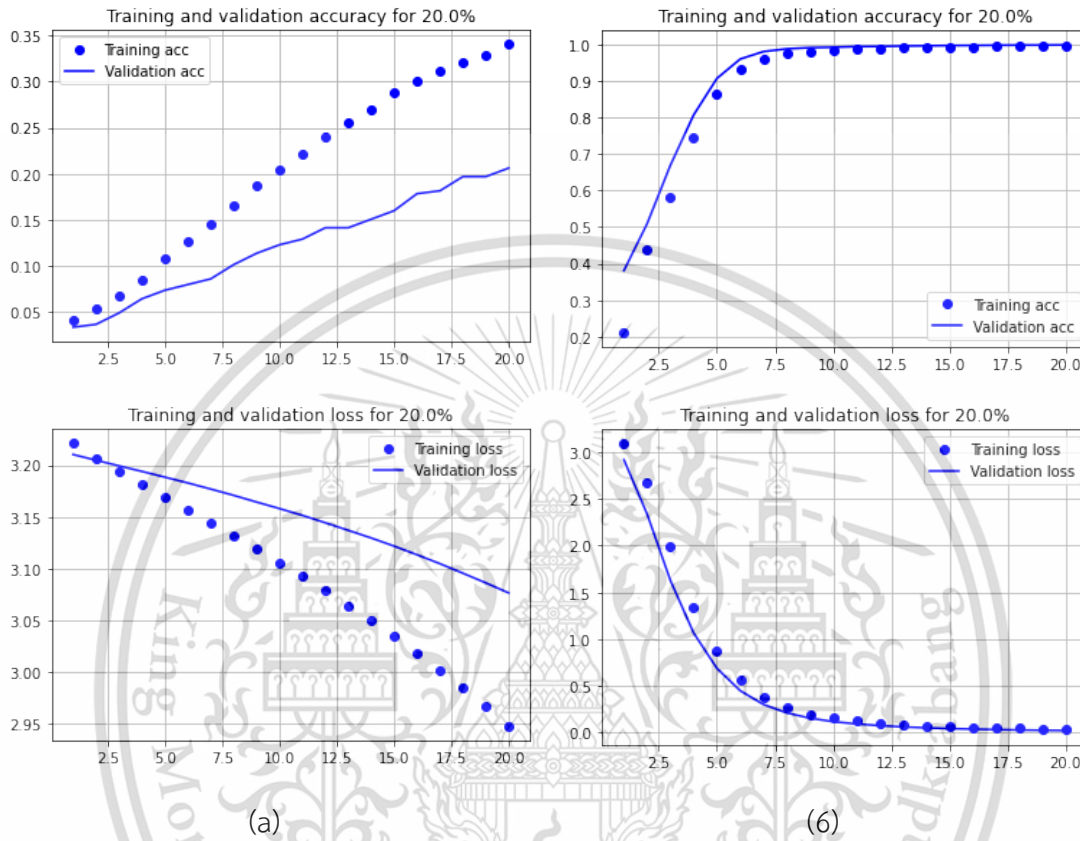 Training and validation accuracy for 20.0%
0.35
0.30
0.25
0.20
0.15
0.10
0.05
Training acc
Validation acc
2.5 5.0 7.5 10.0 12.5 15.0 17.5 20.0
Training and validation accuracy for 20.0%
1.0
0.9
0.8
0.7
0.6
0.5
0.4
0.3
0.2
Training acc
Validation acc
2.5 5.0 7.5 10.0 12.5 15.0 17.5 20.0
Training and validation loss for 20.0%
3.20
3.15
3.10
3.05
3.00
2.95
Training loss
Validation loss
2.5 5.0 7.5 10.0 12.5 15.0 17.5 20.0
Training and validation loss for 20.0%
3.0
2.5
2.0
1.5
1.0
0.5
0.0
Training loss
Validation loss
2.5 5.0 7.5 10.0 12.5 15.0 17.5 20.0
(a)
(6)
King